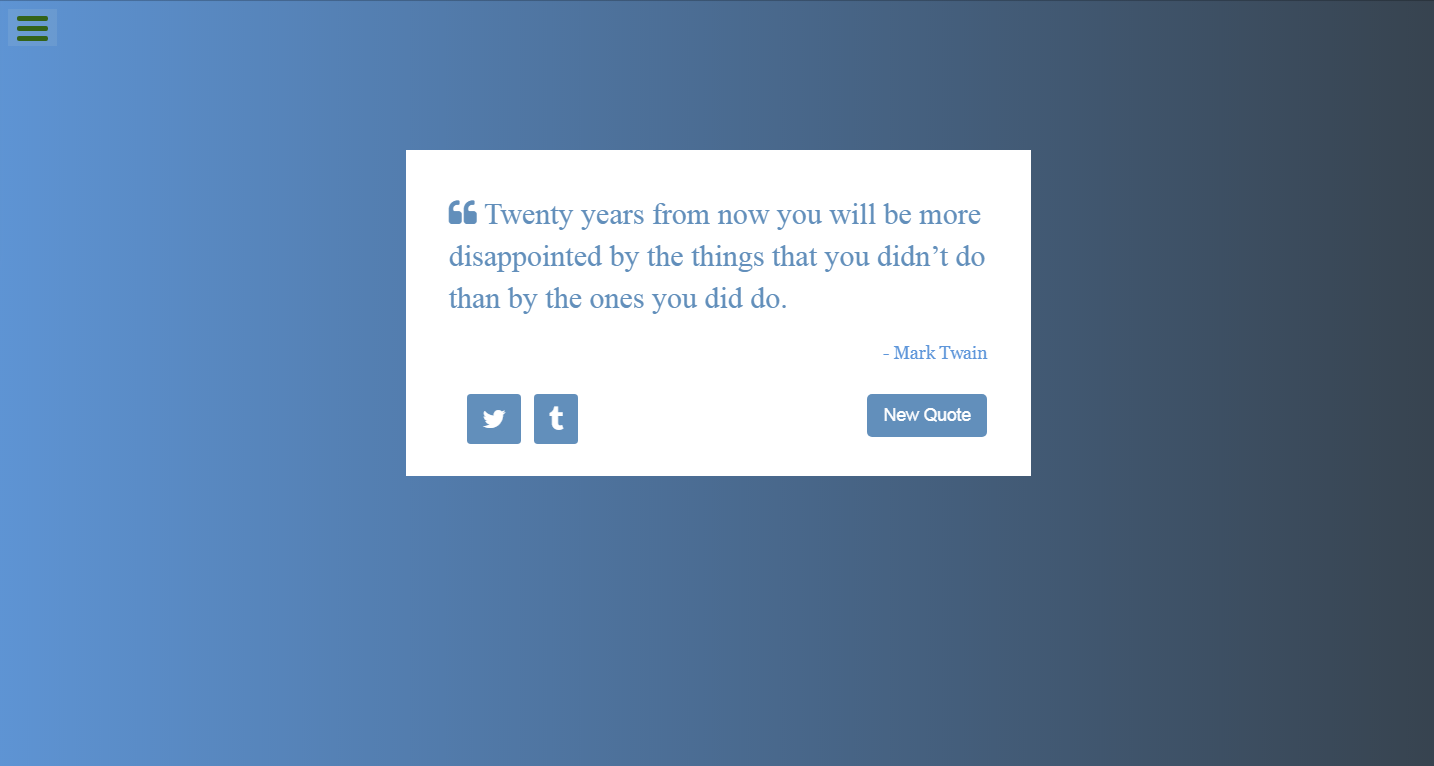 Twenty years from now you will be more
disappointed by the things that you didn’t do
than by the ones you did do.
- Mark Twain
New Quote